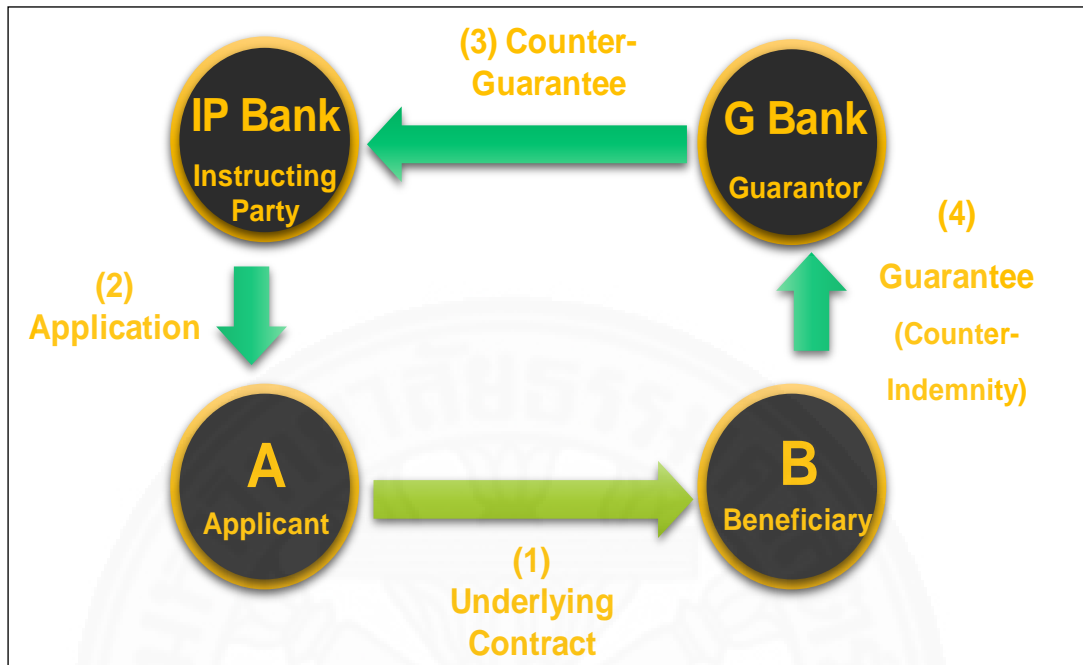 (3) Counter-
Guarantee
IP Bank
Instructing
Party
G Bank
Guarantor
(2)
Application
(4)
Guarantee
(Counter-
Indemnity)
A
Applicant
B
Beneficiary
(1)
Underlying
Contract